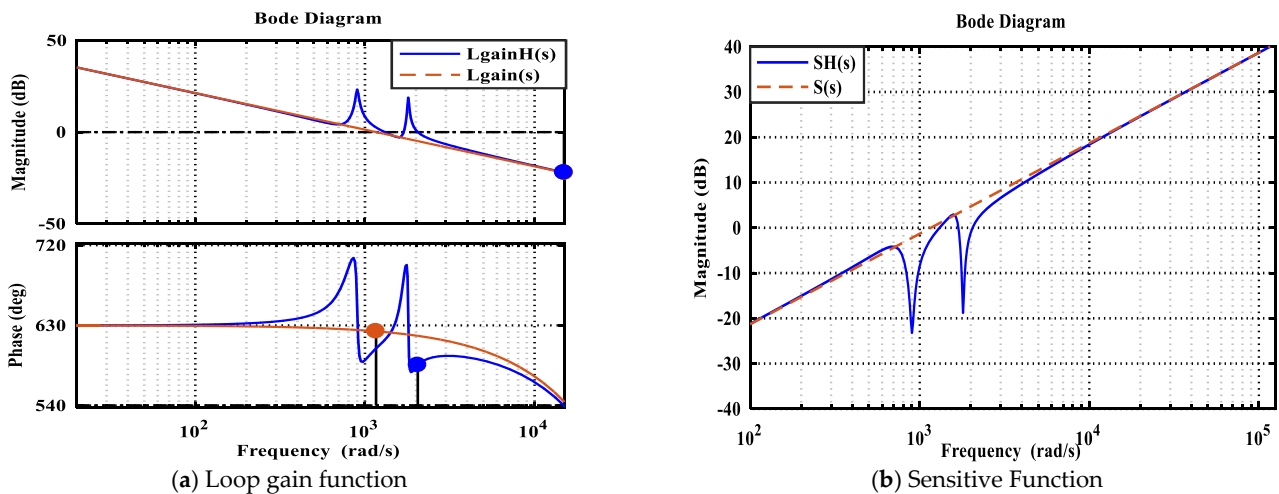 Bode Diagram
50
LgainH(s)
Lgain(s)
0
-50
Magnitude (dB)
720
630
540
Phase (deg)
10² 10³ 10⁴
Frequency (rad/s)
(a) Loop gain function
Bode Diagram
40
SH(s)
S(s)
30
20
10
0
-10
-20
-30
-40
Magnitude (dB)
10² 10³ 10⁴ 10⁵
Frequency (rad/s)
(b) Sensitive Function